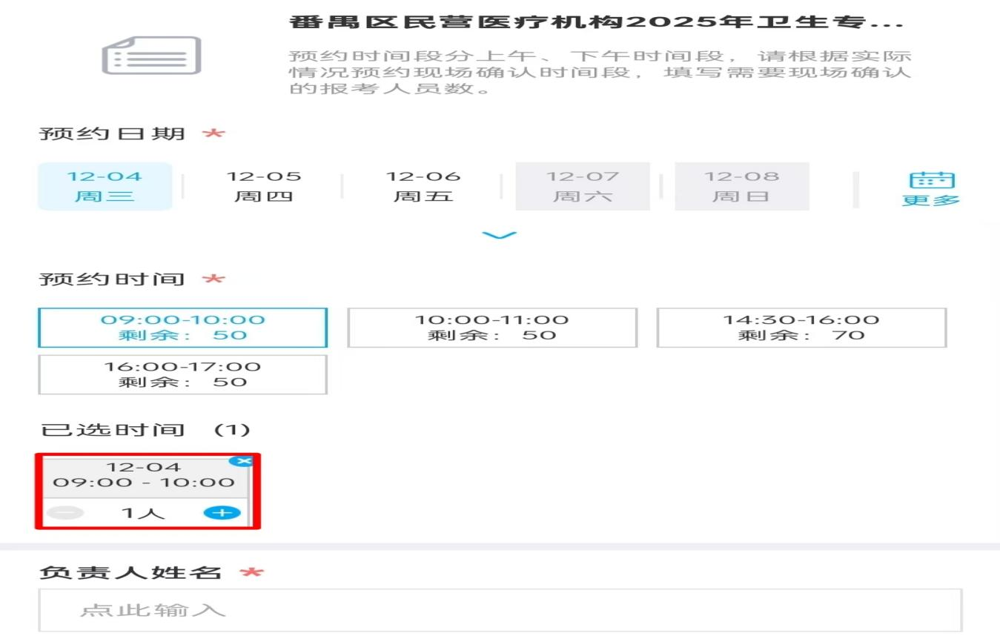 番禺区民营医疗机构2025年卫生专...
预约时间段分上午、下午时间段，请根据实际
情况预约现场确认时间段，填写需要现场确认
的报考人员数。
预约日期 *
12-04 12-05 12-06 12-07 12-08
周三 周四 周五 周六 周日 更多
预约时间 *
09:00-10:00 10:00-11:00 14:30-16:00
剩余： 50 剩余： 50 剩余： 70
16:00-17:00
剩余： 50
已选时间 (1)
12-04
09:00 - 10:00
1人
负责人姓名 *
点此输入